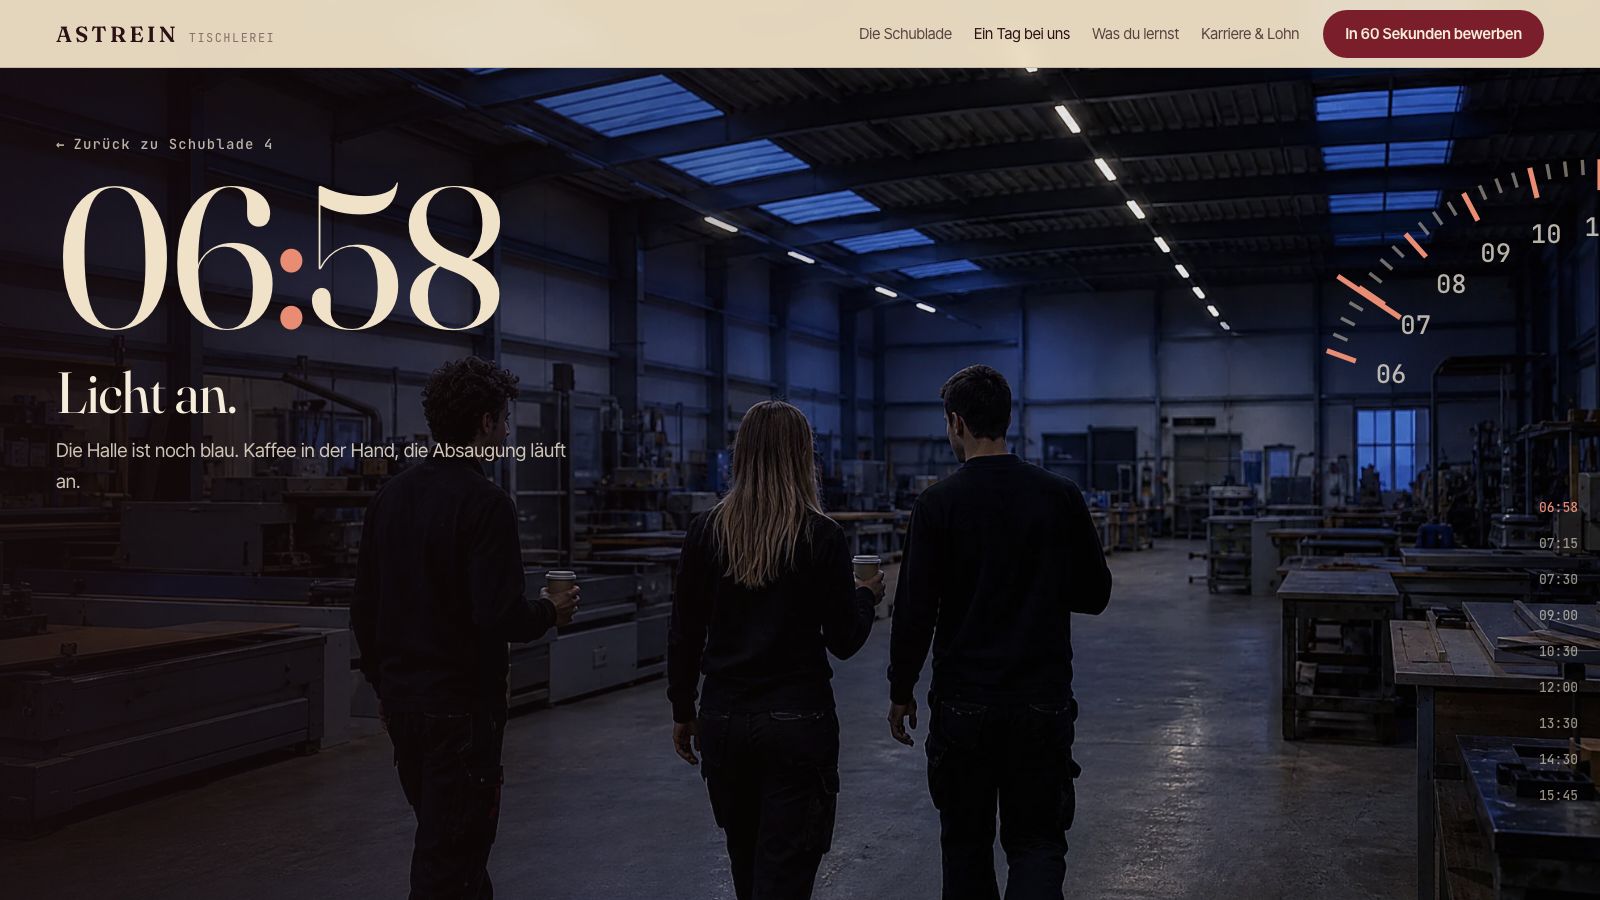 ASTREIN TISCHLEREI
Die Schublade
Ein Tag bei uns
Was du lernst
Karriere & Lohn
In 60 Sekunden bewerben
← Zurück zu Schublade 4
06:58
Licht an.
Die Halle ist noch blau. Kaffee in der Hand, die Absaugung läuft
an.
06
07
08
09
10
06:58
07:15
07:30
09:00
10:30
12:00
13:30
14:30
15:45